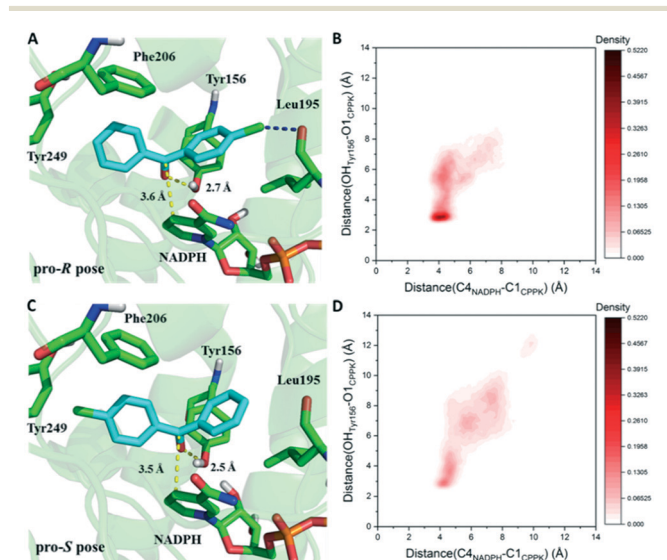 A
Phe206
Tyr156
Leu195
Tyr249
3.6 Å
2.7 Å
NADPH
pro-R pose
B
Density
14
12
10
8
6
4
2
0
Distance(OHTyr156-O1CPPK) (Å)
0 2 4 6 8 10 12 14
Distance(C4NADPH-C1CPPK) (Å)
0.5220
0.4567
0.3915
0.3263
0.2610
0.1958
0.1305
0.06525
0.000
C
Phe206
Tyr156
Leu195
Tyr249
3.5 Å
2.5 Å
NADPH
pro-S pose
D
Density
14
12
10
8
6
4
2
0
Distance(OHTyr156-O1CPPK) (Å)
0 2 4 6 8 10 12 14
Distance(C4NADPH-C1CPPK) (Å)
0.5220
0.4567
0.3915
0.3263
0.2610
0.1958
0.1305
0.06525
0.000